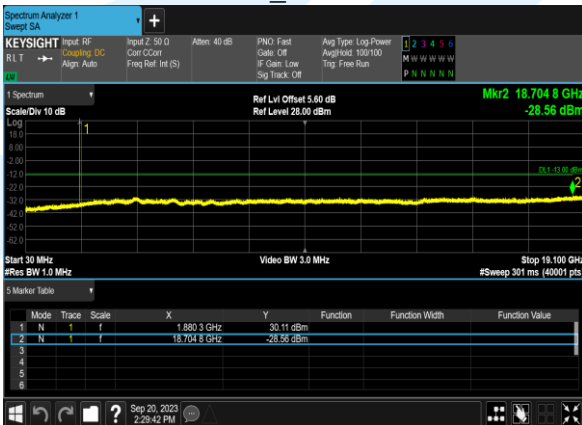 Spectrum Analyzer 1
Swept SA
+
KEYSIGHT Input: RF Input Z: 50 Ω Atten: 40 dB PNO: Fast Avg Type: Log-Power 1 2 3 4 5 6
RLT Coupling: DC Corr CCorr Gate: Off Avg|Hold: 100/100 M W W W W W
Align: Auto Freq Ref: Int (S) IF Gain: Low Trig: Free Run
Sig Track: Off P N N N N N
LV
1 Spectrum Ref Lvl Offset 5.60 dB Mkr2 18.704 8 GHz
Scale/Div 10 dB Ref Level 28.00 dBm -28.56 dBm
Log
1
18.0
8.00
-2.00
DL1 -13.00 dBm
-12.0
2
-22.0
-32.0
-42.0
-52.0
-62.0
Start 30 MHz Video BW 3.0 MHz Stop 19.100 GHz
#Res BW 1.0 MHz #Sweep 301 ms (40001 pts
5 Marker Table
Mode Trace Scale X Y Function Function Width Function Value
1 N 1 f 1.880 3 GHz 30.11 dBm
2 N 1 f 18.704 8 GHz -28.56 dBm
3
4
5
6
? Sep 20, 2023
2:29:42 PM